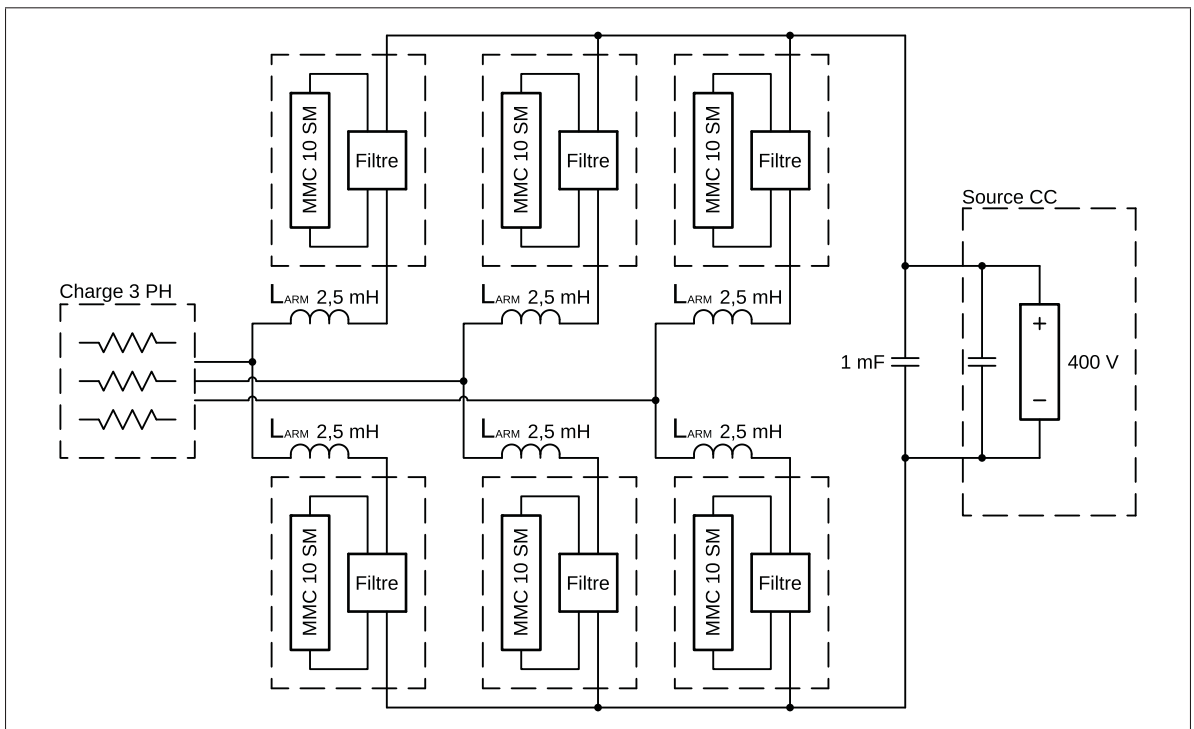 MMC 10 SM
Filtre
MMC 10 SM
Filtre
MMC 10 SM
Filtre
Source CC
Charge 3 PH
LARM 2,5 mH
LARM 2,5 mH
LARM 2,5 mH
+
1 mF
400 V
−
LARM 2,5 mH
LARM 2,5 mH
LARM 2,5 mH
MMC 10 SM
Filtre
MMC 10 SM
Filtre
MMC 10 SM
Filtre